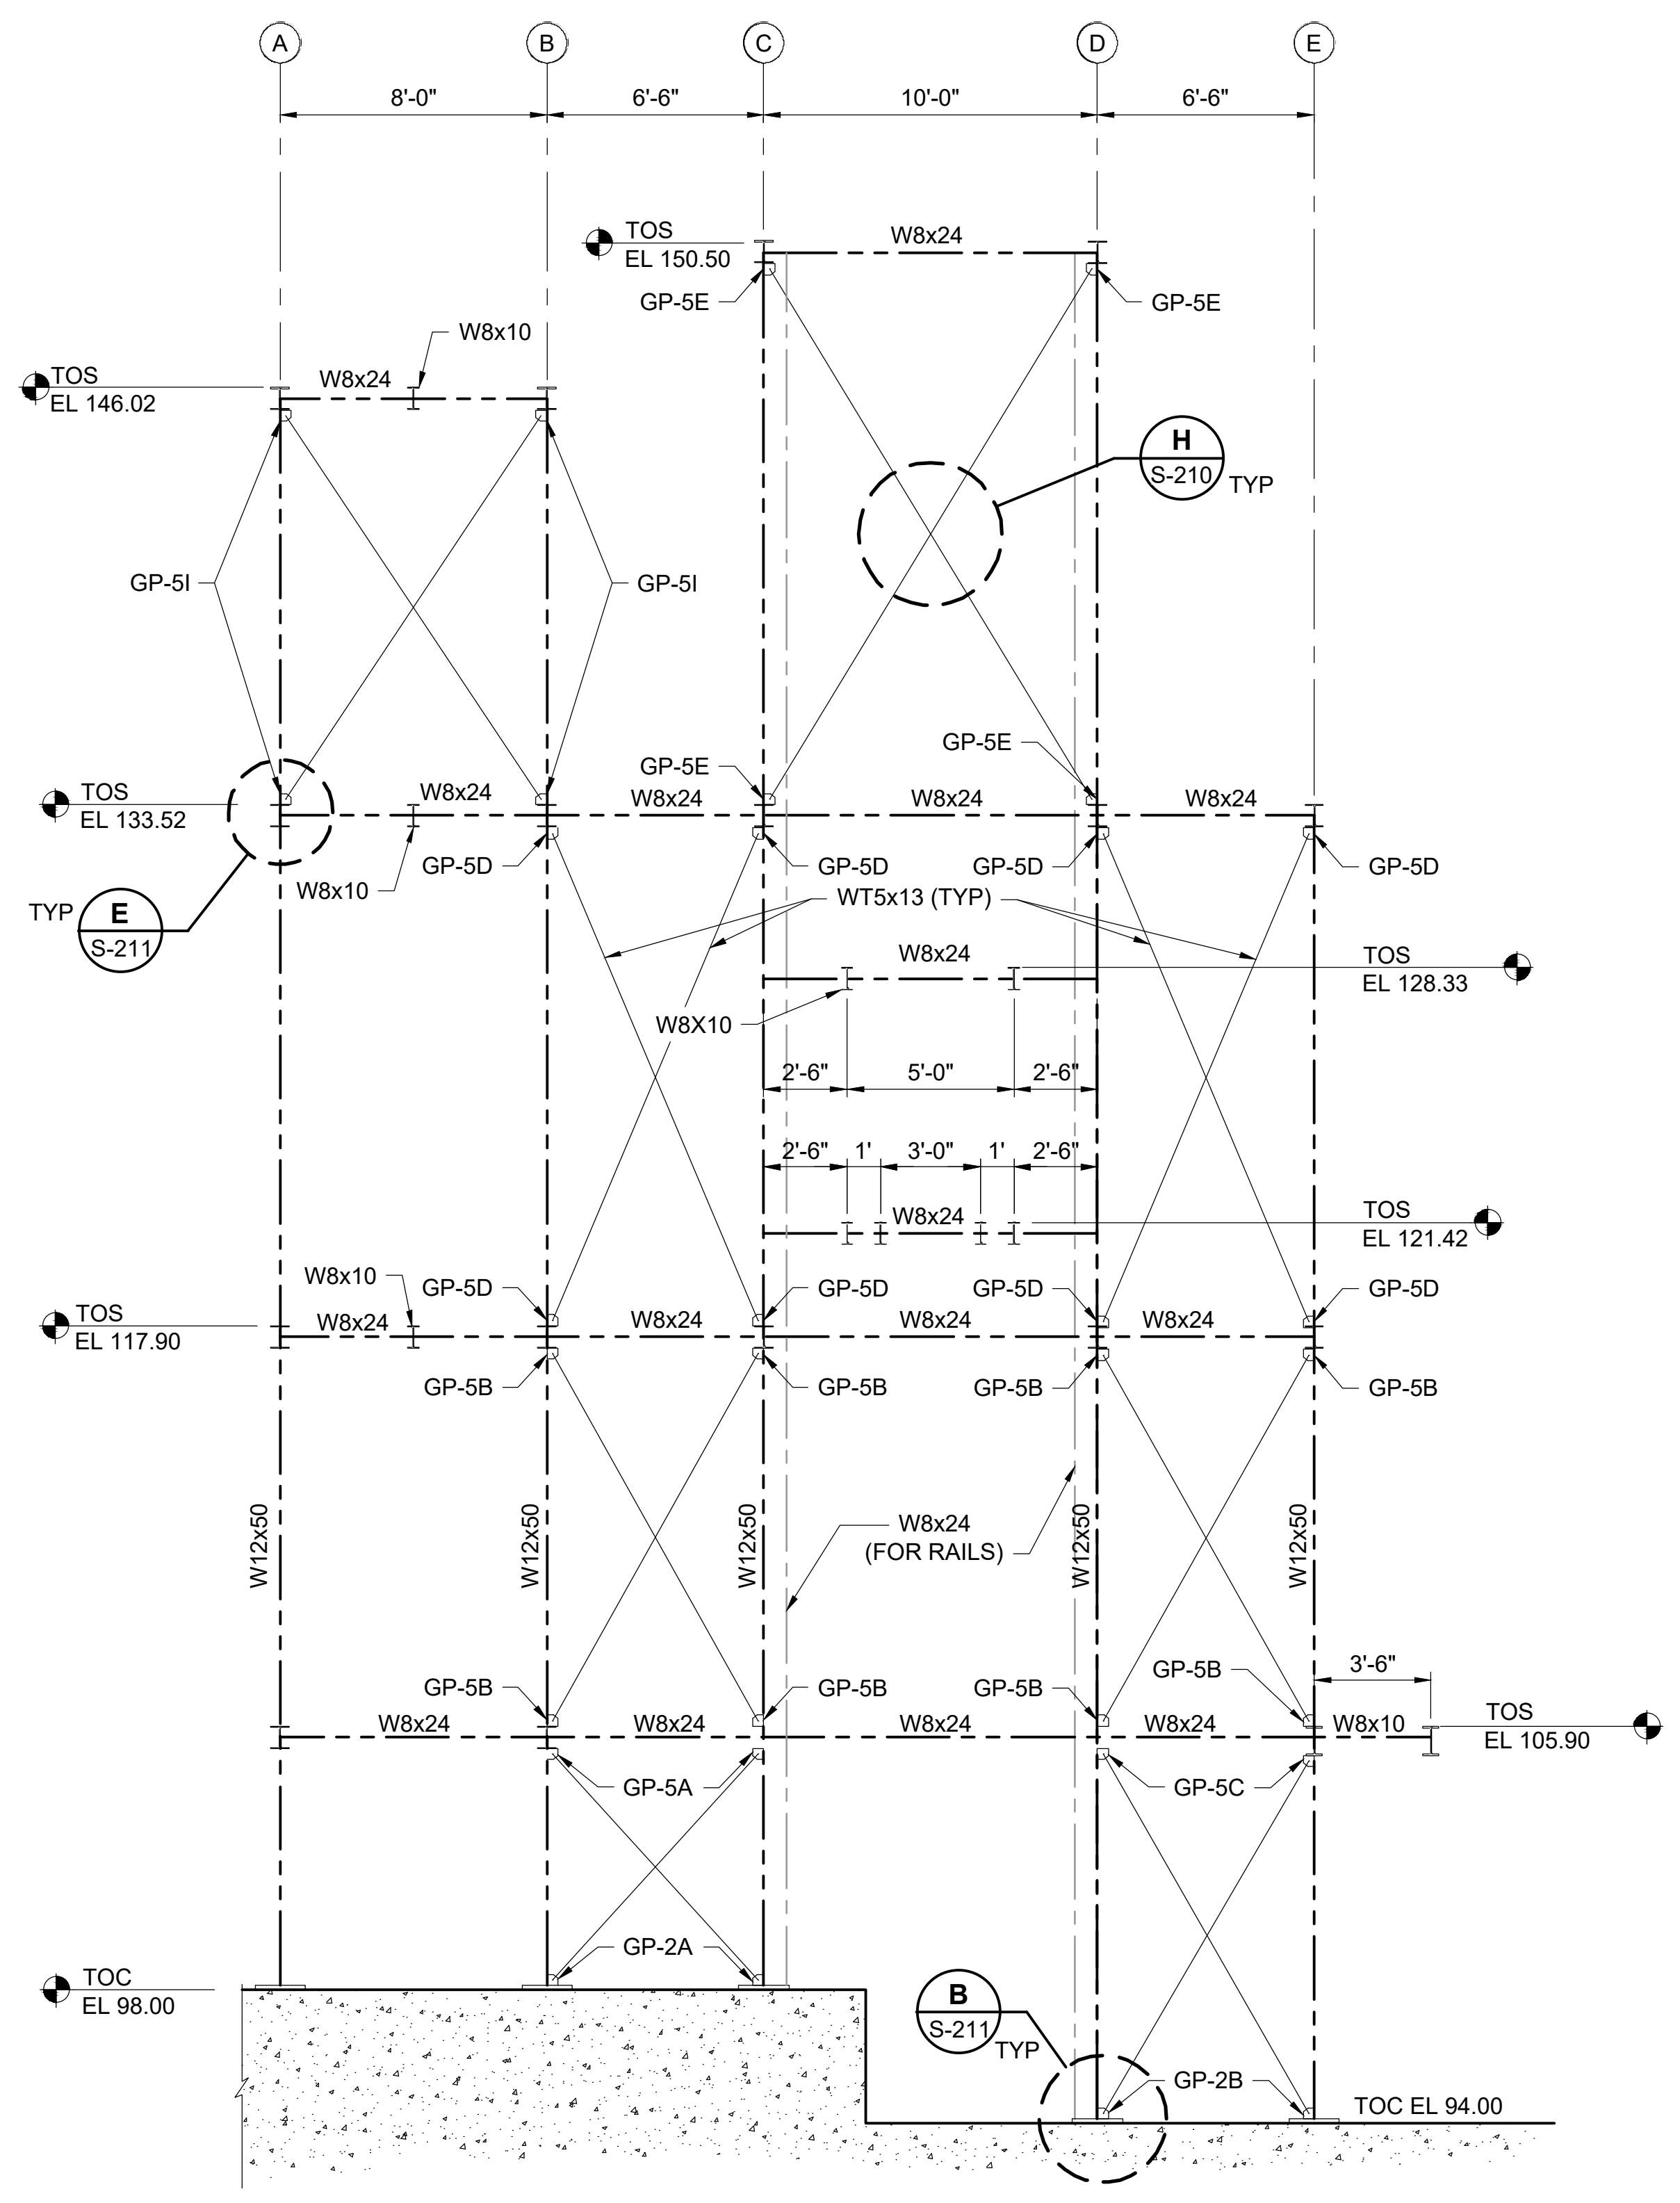 A
B
C
D
E
8'-0"
6'-6"
10'-0"
6'-6"
TOS
EL 150.50
W8x24
GP-5E
GP-5E
W8x10
TOS
EL 146.02
W8x24
H
S-210
TYP
GP-5I
GP-5I
GP-5E
GP-5E
TOS
EL 133.52
W8x24
W8x24
W8x24
W8x24
GP-5D
GP-5D
GP-5D
GP-5D
W8x10
WT5x13 (TYP)
TYP
E
S-211
W8x24
TOS
EL 128.33
W8X10
2'-6"
5'-0"
2'-6"
2'-6"
1'
3'-0"
1'
2'-6"
W8x24
TOS
EL 121.42
W8x10
GP-5D
GP-5D
GP-5D
GP-5D
TOS
EL 117.90
W8x24
W8x24
W8x24
W8x24
GP-5B
GP-5B
GP-5B
GP-5B
W12x50
W12x50
W12x50
W12x50
W12x50
W8x24
(FOR RAILS)
GP-5B
GP-5B
GP-5B
GP-5B
3'-6"
W8x24
W8x24
W8x24
W8x24
W8x10
TOS
EL 105.90
GP-5A
GP-5C
GP-2A
TOC
EL 98.00
B
S-211
TYP
GP-2B
TOC EL 94.00